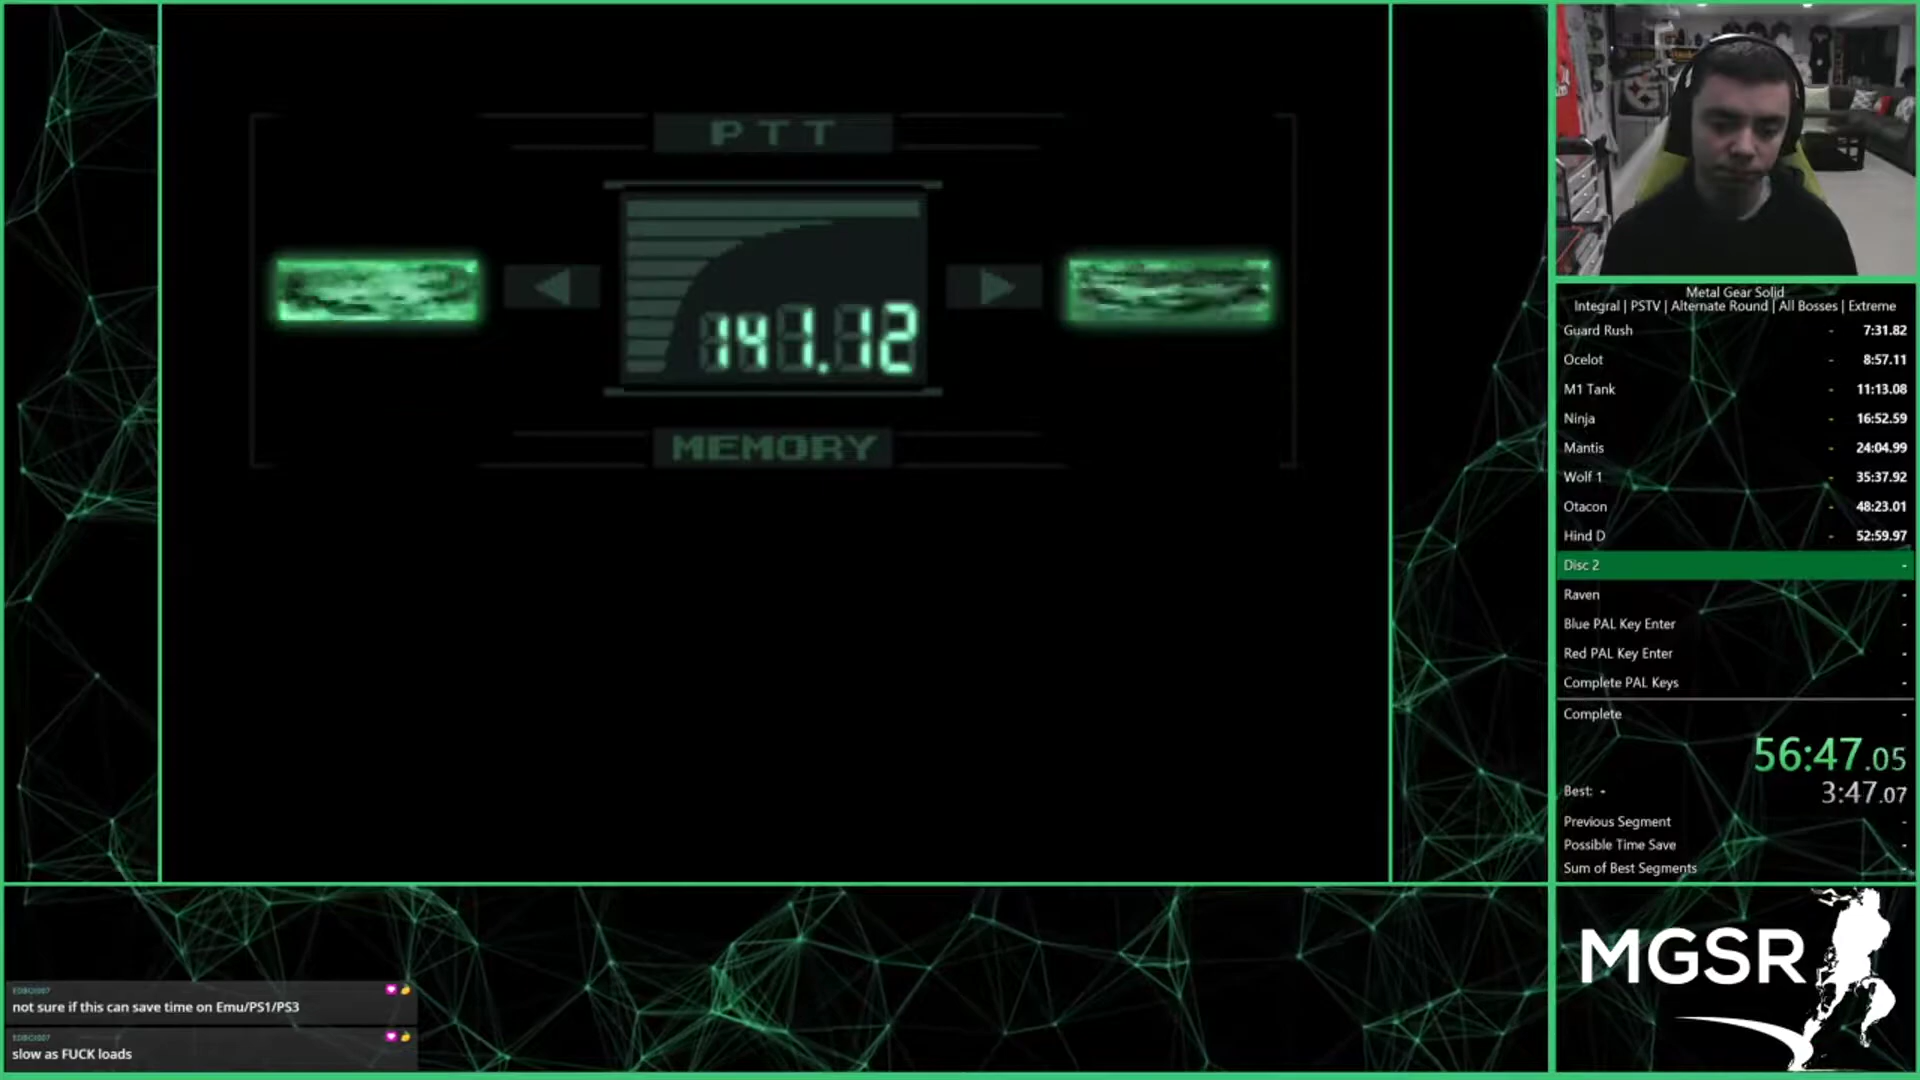 PTT
141.12
MEMORY
Metal Gear Solid
Integral | PSTV | Alternate Round | All Bosses | Extreme
Guard Rush - 7:31.82
Ocelot - 8:57.11
M1 Tank - 11:13.08
Ninja - 16:52.59
Mantis - 24:04.99
Wolf 1 - 35:37.92
Otacon - 48:23.01
Hind D - 52:59.97
Disc 2 -
Raven -
Blue PAL Key Enter -
Red PAL Key Enter -
Complete PAL Keys -
Complete -
56:47.05
Best: - 3:47.07
Previous Segment -
Possible Time Save -
Sum of Best Segments -
MGSR
not sure if this can save time on Emu/PS1/PS3
slow as FUCK loads